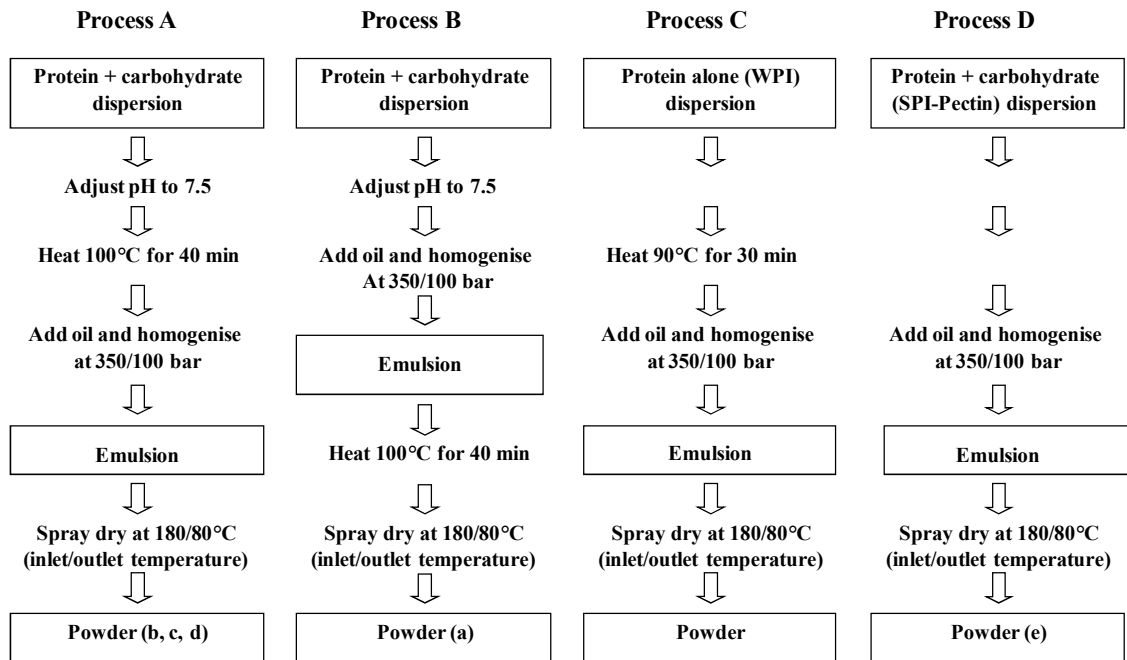 Process A
Protein + carbohydrate
dispersion
Adjust pH to 7.5
Heat 100°C for 40 min
Add oil and homogenise
at 350/100 bar
Emulsion
Spray dry at 180/80°C
(inlet/outlet temperature)
Powder (b, c, d)
Process B
Protein + carbohydrate
dispersion
Adjust pH to 7.5
Add oil and homogenise
At 350/100 bar
Emulsion
Heat 100°C for 40 min
Spray dry at 180/80°C
(inlet/outlet temperature)
Powder (a)
Process C
Protein alone (WPI)
dispersion
Heat 90°C for 30 min
Add oil and homogenise
at 350/100 bar
Emulsion
Spray dry at 180/80°C
(inlet/outlet temperature)
Powder
Process D
Protein + carbohydrate
(SPI-Pectin) dispersion
Add oil and homogenise
at 350/100 bar
Emulsion
Spray dry at 180/80°C
(inlet/outlet temperature)
Powder (e)